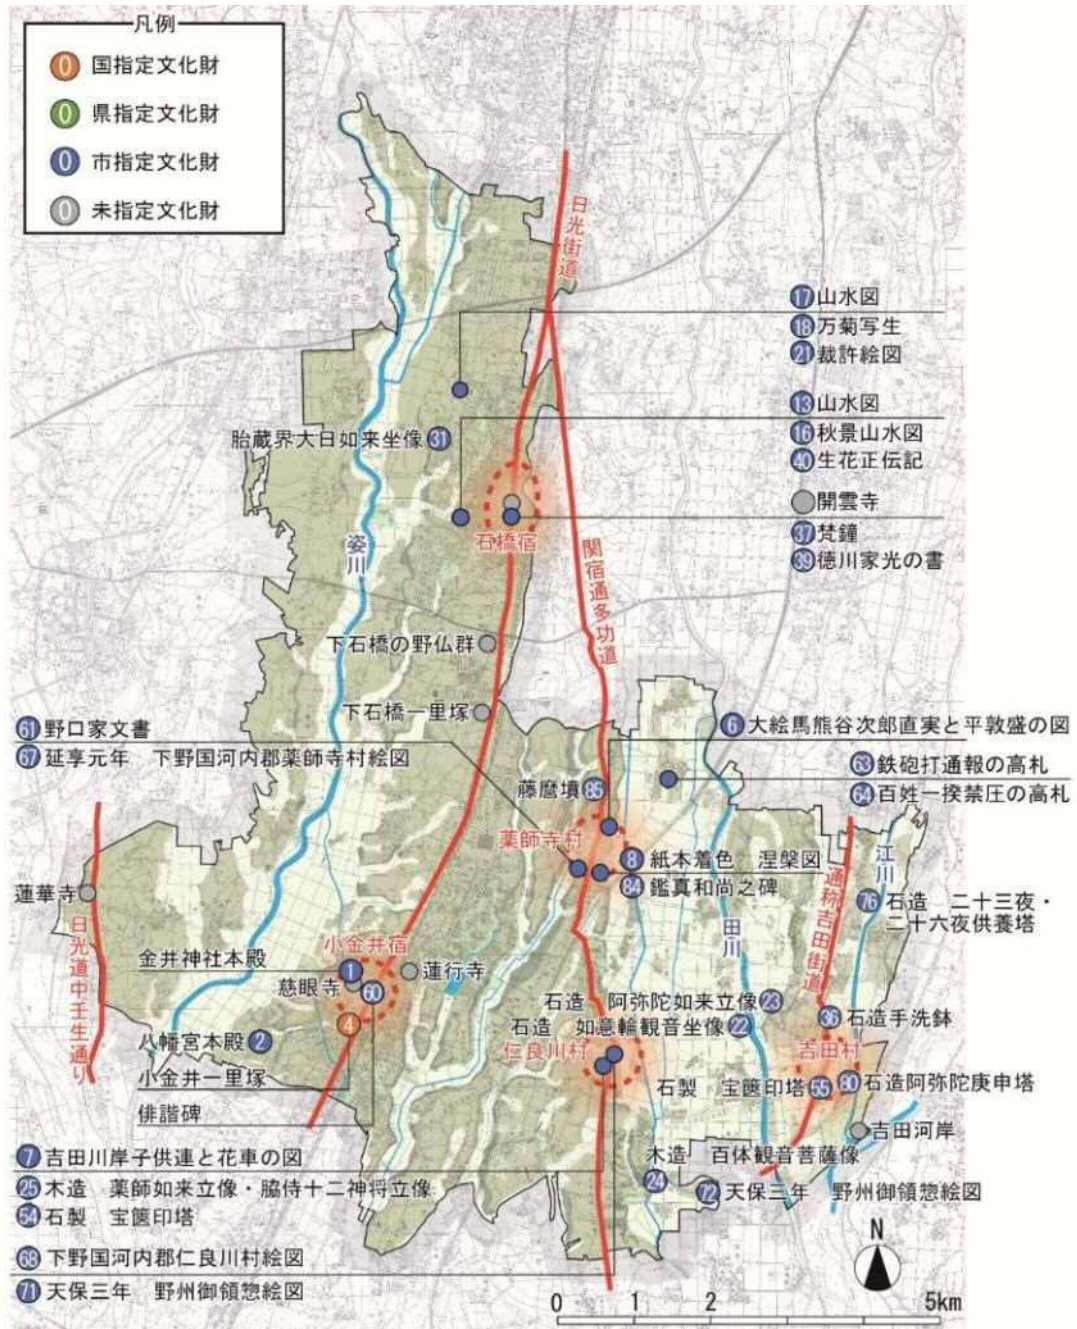 凡例
0 国指定文化財
0 県指定文化財
0 市指定文化財
0 未指定文化財
日光街道
17 山水図
18 万菊写生
21 裁許絵図
13 山水図
16 秋景山水図
40 生花正伝記
開雲寺
37 梵鐘
39 徳川家光の書
胎蔵界大日如来坐像 31
石橋宿
姿川
関宿通多功道
下石橋の野仏群
下石橋一里塚
61 野口家文書
67 延享元年 下野国河内郡薬師寺村絵図
6 大絵馬熊谷次郎直実と平敦盛の図
63 鉄砲打通報の高札
64 百姓一揆禁圧の高札
藤麿墳 85
薬師寺村
8 紙本着色 涅槃図
84 鑑真和尚之碑
通称吉田街道
江川
76 石造 二十三夜・
二十六夜供養塔
田川
蓮華寺
日光道中壬生通り
小金井宿
金井神社本殿 1
慈眼寺
60
蓮行寺
4
八幡宮本殿 2
小金井一里塚
俳諧碑
石造 阿弥陀如来立像 23
石造 如意輪観音坐像 22
仁良川村
36 石造手洗鉢
吉田村
石製 宝篋印塔 55
80 石造阿弥陀庚申塔
吉田河岸
木造 百体観音菩薩像
24
72 天保三年 野州御領惣絵図
7 吉田川岸子供連と花車の図
25 木造 薬師如来立像・脇侍十二神将立像
54 石製 宝篋印塔
68 下野国河内郡仁良川村絵図
71 天保三年 野州御領惣絵図
N
0 1 2 5km